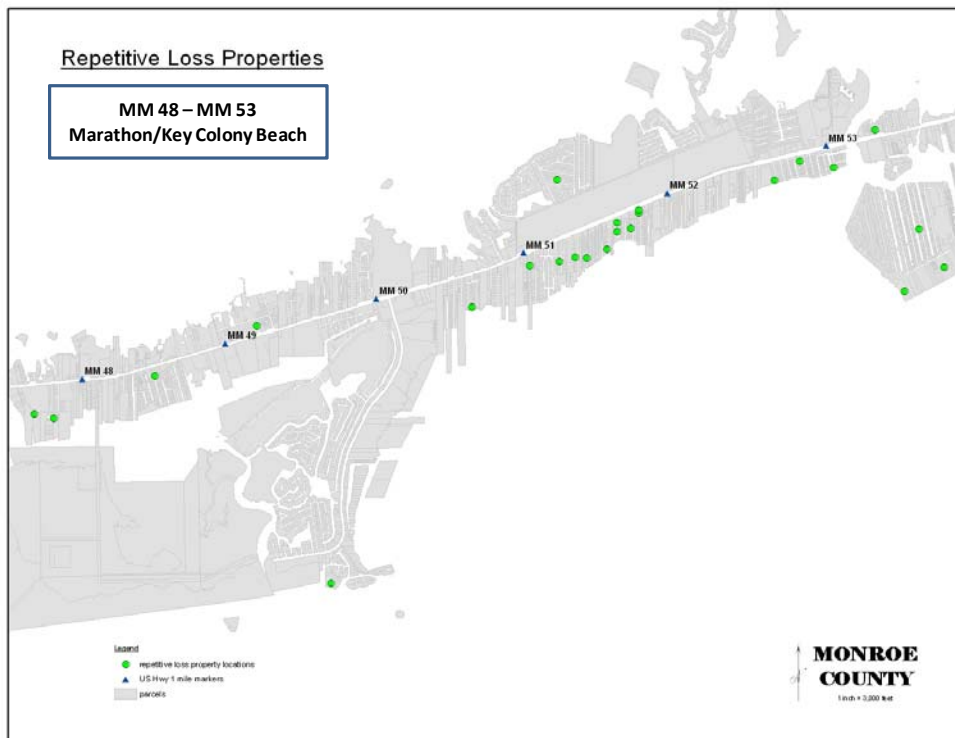 Repetitive Loss Properties
MM 48 – MM 53
Marathon/Key Colony Beach
MM 53
MM 52
MM 51
MM 50
MM 49
MM 48
Legend
repetitive loss property locations
US Hwy 1 mile markers
parcels
MONROE
COUNTY
1 inch = 3,000 feet